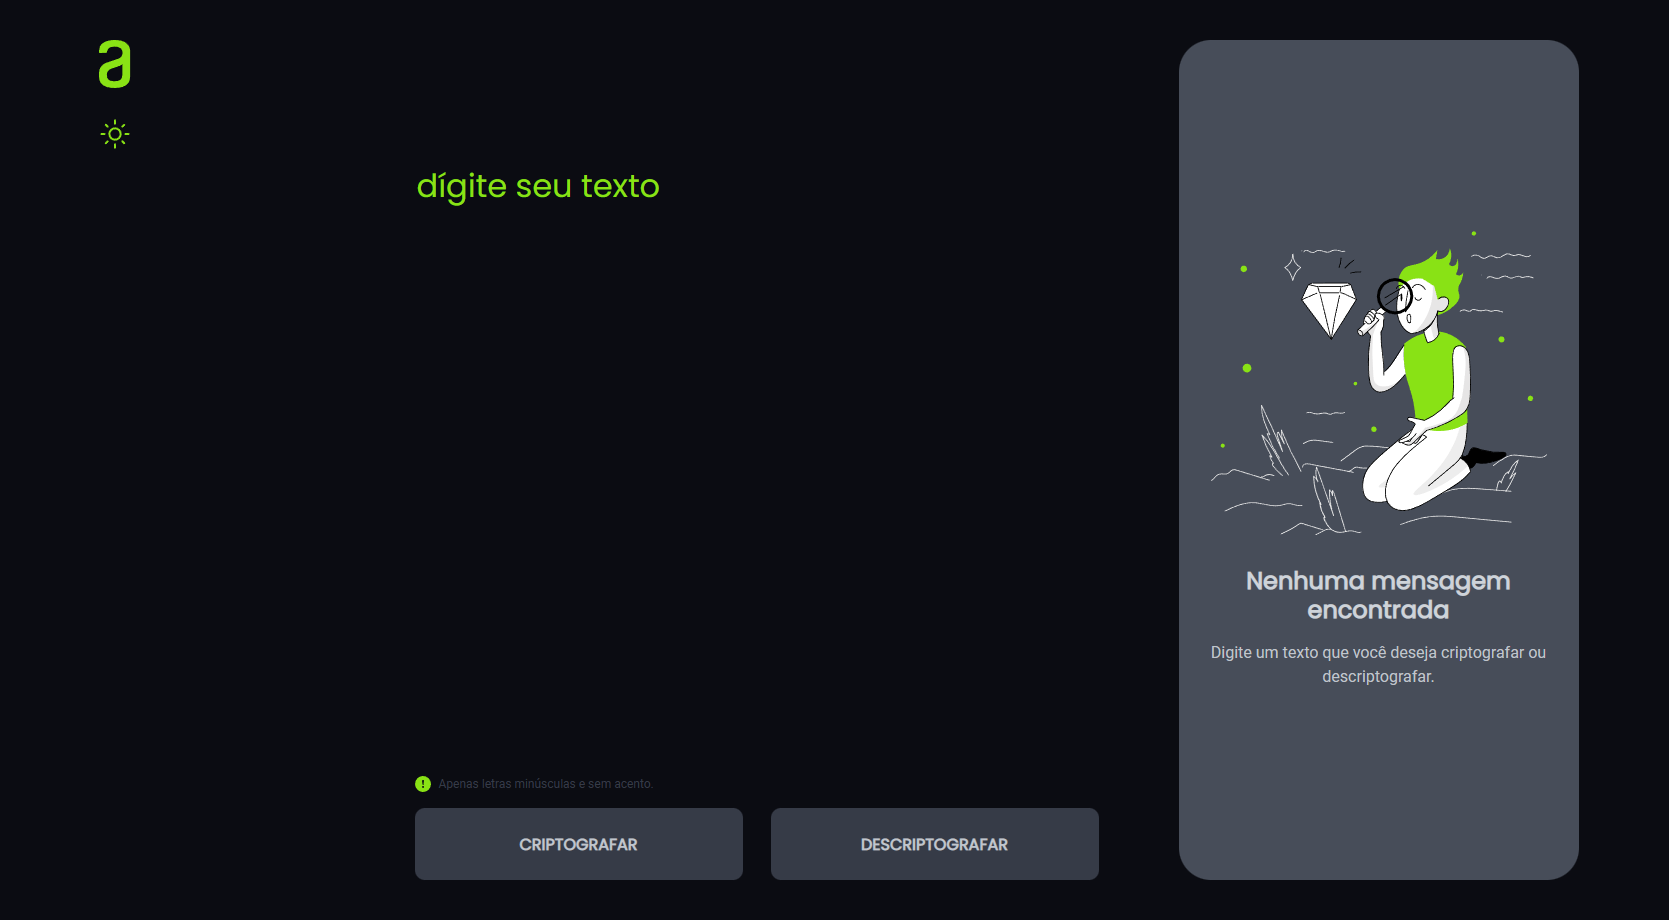 a
dígite seu texto
Nenhuma mensagem
encontrada
Digite um texto que você deseja criptografar ou
descriptografar.
! Apenas letras minúsculas e sem acento.
CRIPTOGRAFAR
DESCRIPTOGRAFAR